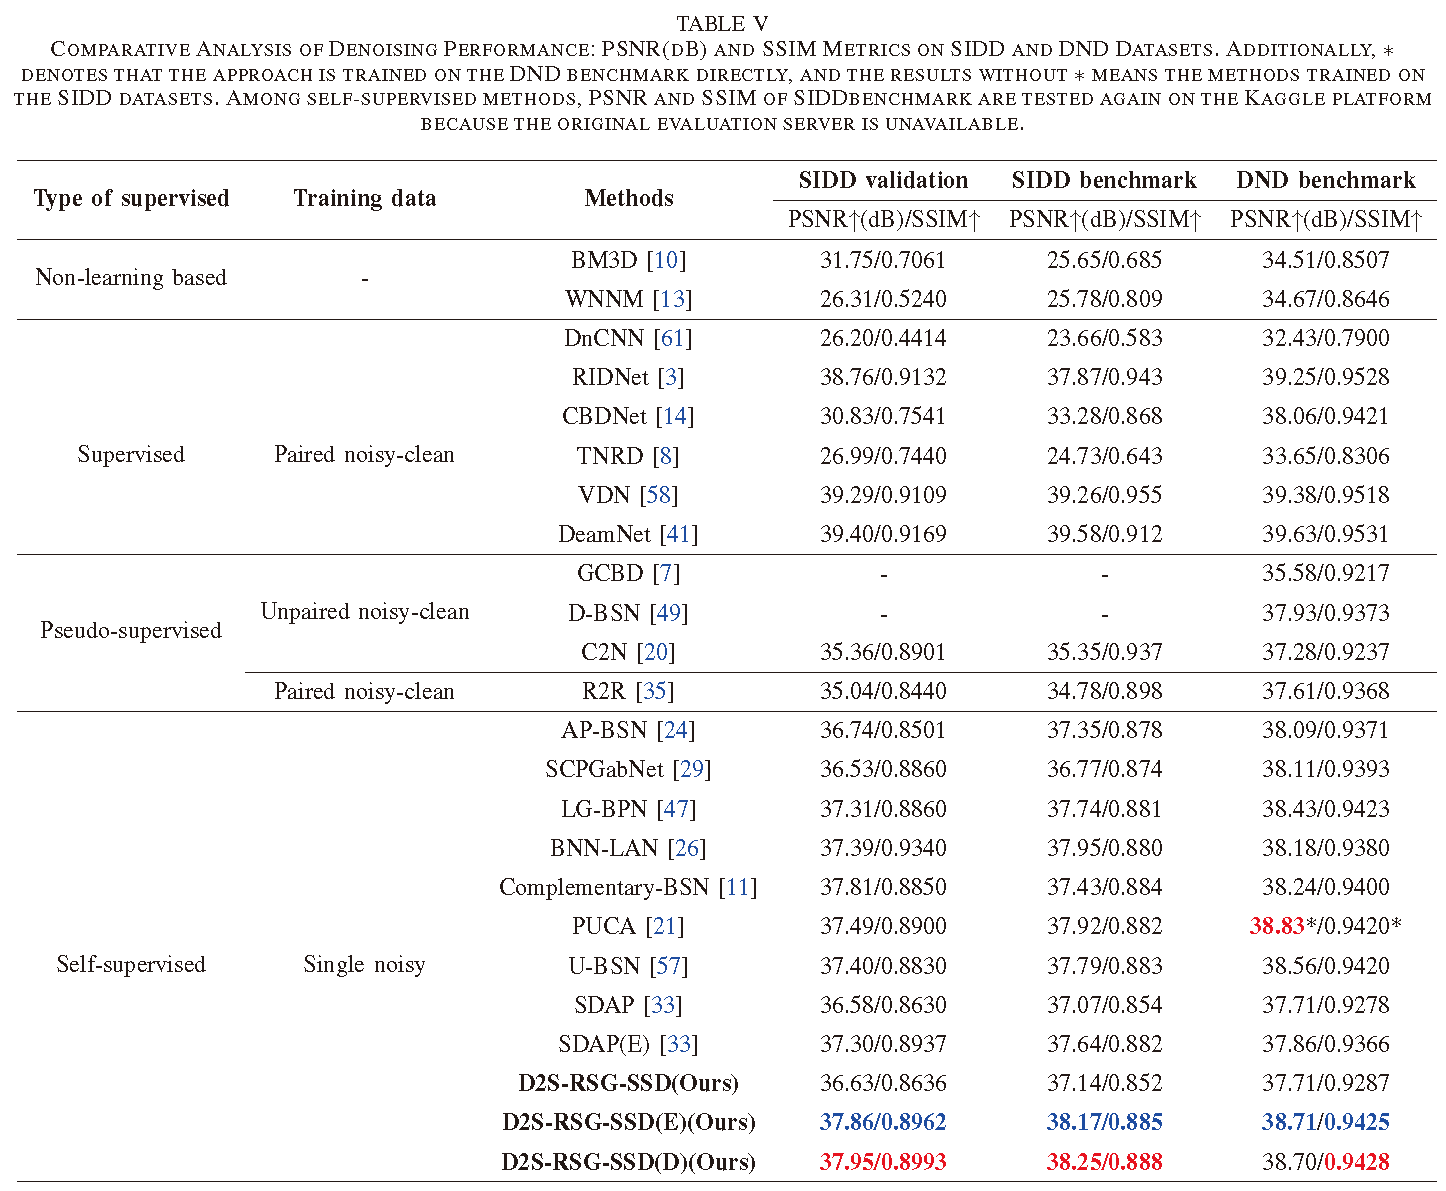 TABLE V
COMPARATIVE ANALYSIS OF DENOISING PERFORMANCE: PSNR(DB) AND SSIM METRICS ON SIDD AND DND DATASETS. ADDITIONALLY, *
DENOTES THAT THE APPROACH IS TRAINED ON THE DND BENCHMARK DIRECTLY, AND THE RESULTS WITHOUT * MEANS THE METHODS TRAINED ON
THE SIDD DATASETS. AMONG SELF-SUPERVISED METHODS, PSNR AND SSIM OF SIDDBENCHMARK ARE TESTED AGAIN ON THE KAGGLE PLATFORM
BECAUSE THE ORIGINAL EVALUATION SERVER IS UNAVAILABLE.
Type of supervised Training data Methods SIDD validation SIDD benchmark DND benchmark
PSNR↑(dB)/SSIM↑ PSNR↑(dB)/SSIM↑ PSNR↑(dB)/SSIM↑
Non-learning based - BM3D [10] 31.75/0.7061 25.65/0.685 34.51/0.8507
WNNM [13] 26.31/0.5240 25.78/0.809 34.67/0.8646
DnCNN [61] 26.20/0.4414 23.66/0.583 32.43/0.7900
RIDNet [3] 38.76/0.9132 37.87/0.943 39.25/0.9528
CBDNet [14] 30.83/0.7541 33.28/0.868 38.06/0.9421
Supervised Paired noisy-clean TNRD [8] 26.99/0.7440 24.73/0.643 33.65/0.8306
VDN [58] 39.29/0.9109 39.26/0.955 39.38/0.9518
DeamNet [41] 39.40/0.9169 39.58/0.912 39.63/0.9531
GCBD [7] - - 35.58/0.9217
Pseudo-supervised Unpaired noisy-clean D-BSN [49] - - 37.93/0.9373
C2N [20] 35.36/0.8901 35.35/0.937 37.28/0.9237
Paired noisy-clean R2R [35] 35.04/0.8440 34.78/0.898 37.61/0.9368
AP-BSN [24] 36.74/0.8501 37.35/0.878 38.09/0.9371
SCPGabNet [29] 36.53/0.8860 36.77/0.874 38.11/0.9393
LG-BPN [47] 37.31/0.8860 37.74/0.881 38.43/0.9423
BNN-LAN [26] 37.39/0.9340 37.95/0.880 38.18/0.9380
Complementary-BSN [11] 37.81/0.8850 37.43/0.884 38.24/0.9400
PUCA [21] 37.49/0.8900 37.92/0.882 38.83*/0.9420*
Self-supervised Single noisy U-BSN [57] 37.40/0.8830 37.79/0.883 38.56/0.9420
SDAP [33] 36.58/0.8630 37.07/0.854 37.71/0.9278
SDAP(E) [33] 37.30/0.8937 37.64/0.882 37.86/0.9366
D2S-RSG-SSD(Ours) 36.63/0.8636 37.14/0.852 37.71/0.9287
D2S-RSG-SSD(E)(Ours) 37.86/0.8962 38.17/0.885 38.71/0.9425
D2S-RSG-SSD(D)(Ours) 37.95/0.8993 38.25/0.888 38.70/0.9428